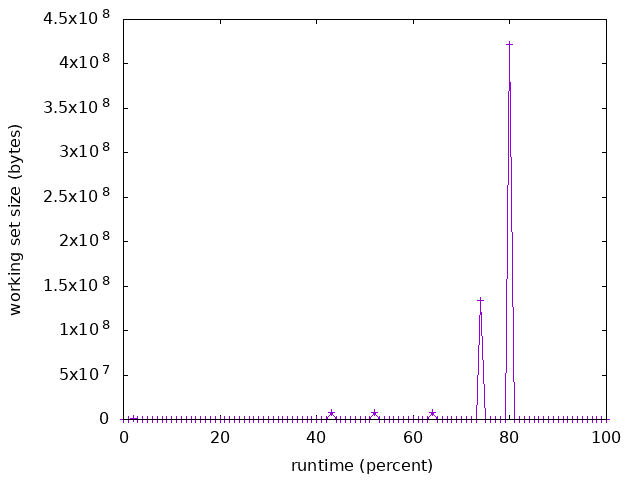 4.5x10⁸
4x10⁸
3.5x10⁸
3x10⁸
2.5x10⁸
2x10⁸
1.5x10⁸
1x10⁸
5x10⁷
0
working set size (bytes)
0 20 40 60 80 100
runtime (percent)